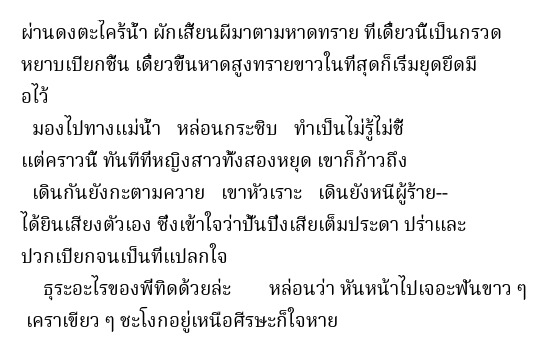 ผ่านดงตะไคร้น้ำ ผักเสี้ยนผีมาตามหาดทราย ที่เดี๋ยวนี้เป็นกรวด
หยาบเปียกชื้น เดี๋ยวขึ้นหาดสูงทรายขาวในที่สุดก็เริ่มยุดยึดมื
อไว้
มองไปทางแม่น้ำ หล่อนกระซิบ ทำเป็นไม่รู้ไม่ชี้
แต่คราวนี้ ทันทีที่หญิงสาวทั้งสองหยุด เขาก็ก้าวถึง
เดินกันยังกะตามควาย เขาหัวเราะ เดินยังหนีผู้ร้าย--
ได้ยินเสียงตัวเอง ซึ่งเข้าใจว่าปั้นปึ่งเสียเต็มประดา ปร่าและ
ปวกเปียกจนเป็นที่แปลกใจ
ธุระอะไรของพี่ทิดด้วยล่ะ หล่อนว่า หันหน้าไปเจอะฟันขาว ๆ
เคราเขียว ๆ ชะโงกอยู่เหนือศีรษะก็ใจหาย